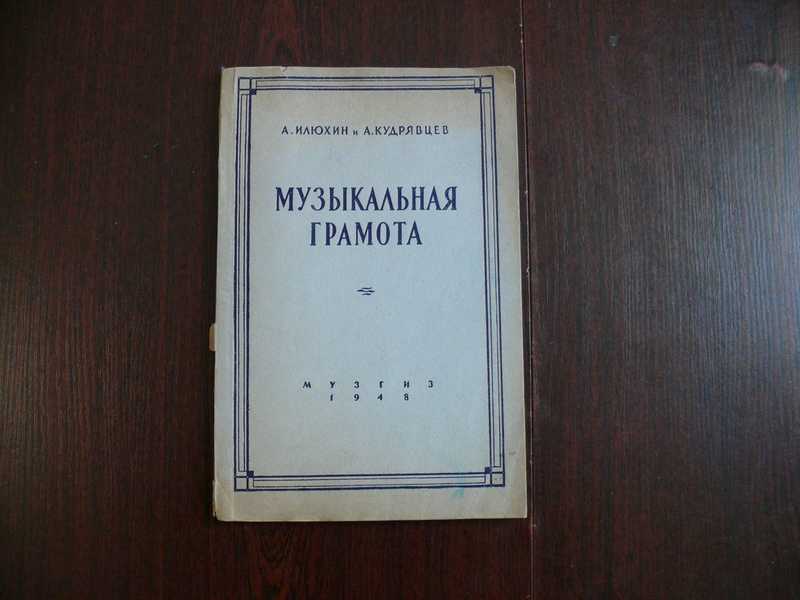 А. ИЛЮХИН и А. КУДРЯВЦЕВ
МУЗЫКАЛЬНАЯ
ГРАМОТА
МУЗГИЗ
1948